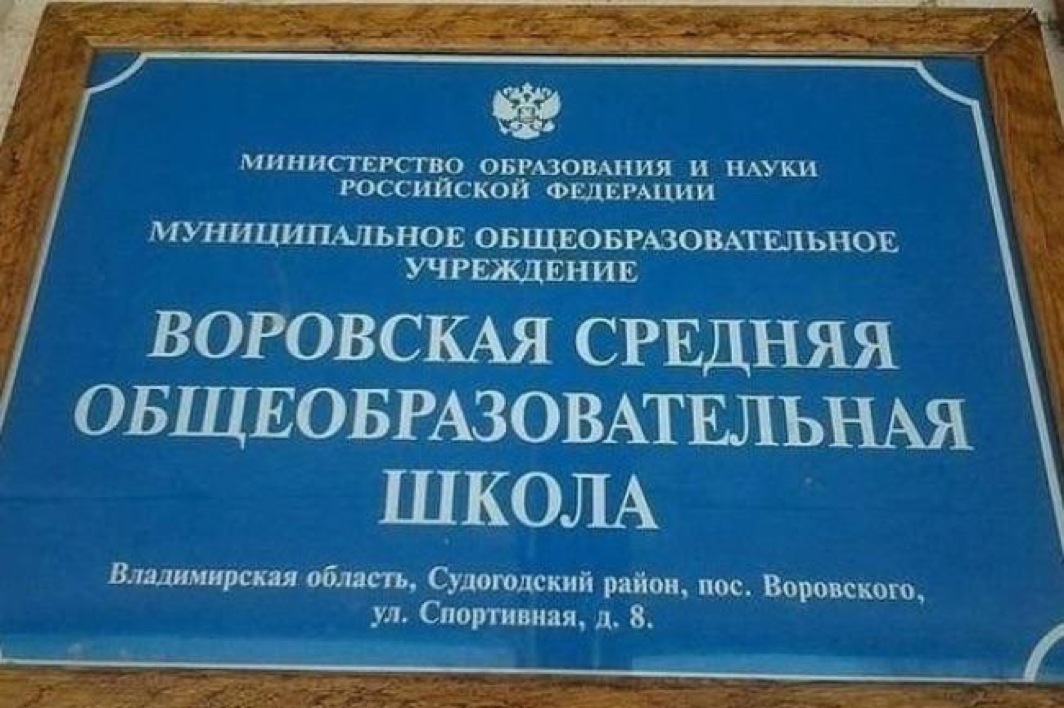 МИНИСТЕРСТВО ОБРАЗОВАНИЯ И НАУКИ
РОССИЙСКОЙ ФЕДЕРАЦИИ
МУНИЦИПАЛЬНОЕ ОБЩЕОБРАЗОВАТЕЛЬНОЕ
УЧРЕЖДЕНИЕ
ВОРОВСКАЯ СРЕДНЯЯ
ОБЩЕОБРАЗОВАТЕЛЬНАЯ
ШКОЛА
Владимирская область, Судогодский район, пос. Воровского,
ул. Спортивная, д. 8.